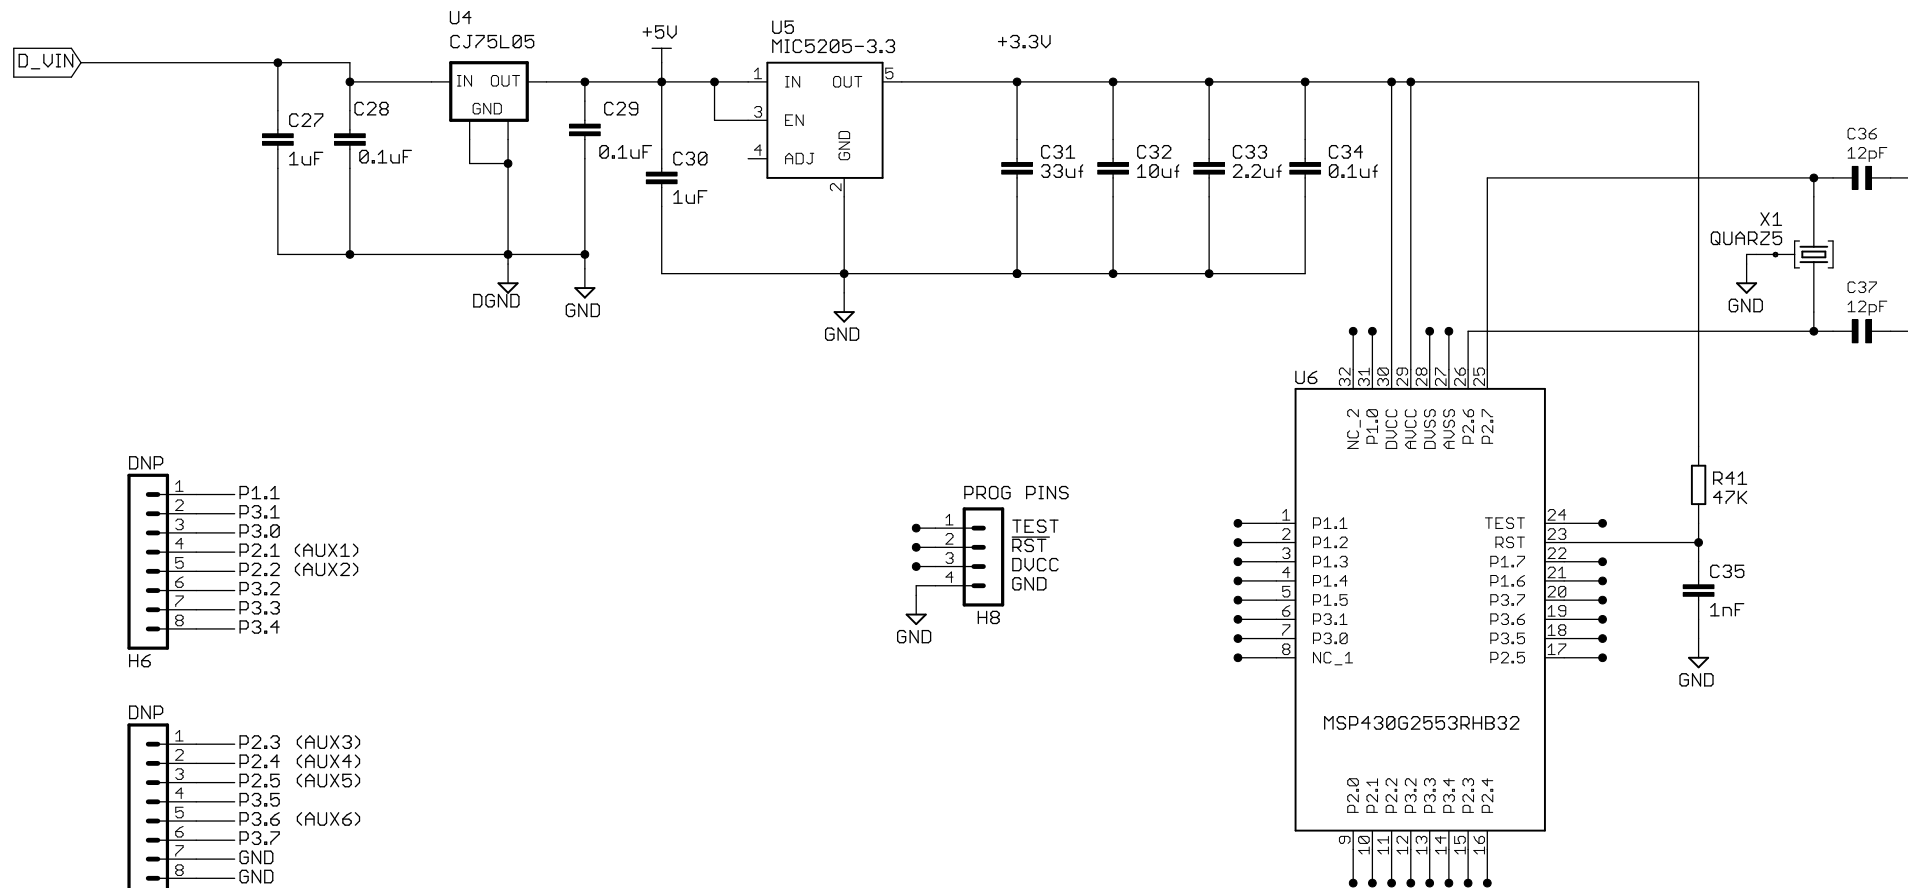 D_VIN
U4
CJ75L05
IN OUT
GND
C27
1uF
C28
0.1uF
C29
0.1uF
DGND
GND
+5V
C30
1uF
U5
MIC5205-3.3
1 IN
3 EN
4 ADJ
OUT 5
GND
2
GND
+3.3V
C31
33uf
C32
10uf
C33
2.2uf
C34
0.1uf
C36
12pF
X1
QUARZ5
GND
C37
12pF
U6
32 31 30 29 28 27 26 25
NC_2 P1.0 DVCC AVCC DVSS AVSS P2.6 P2.7
1 P1.1
2 P1.2
3 P1.3
4 P1.4
5 P1.5
6 P3.1
7 P3.0
8 NC_1
TEST 24
RST 23
P1.7 22
P1.6 21
P3.7 20
P3.6 19
P3.5 18
P2.5 17
MSP430G2553RHB32
P2.0 P2.1 P2.2 P3.2 P3.3 P3.4 P2.3 P2.4
9 10 11 12 13 14 15 16
R41
47K
C35
1nF
GND
DNP
1 P1.1
2 P3.1
3 P3.0
4 P2.1 (AUX1)
5 P2.2 (AUX2)
6 P3.2
7 P3.3
8 P3.4
H6
PROG PINS
1 TEST
2 RST
3 DVCC
4 GND
H8
GND
DNP
1 P2.3 (AUX3)
2 P2.4 (AUX4)
3 P2.5 (AUX5)
4 P3.5
5 P3.6 (AUX6)
6 P3.7
7 GND
8 GND